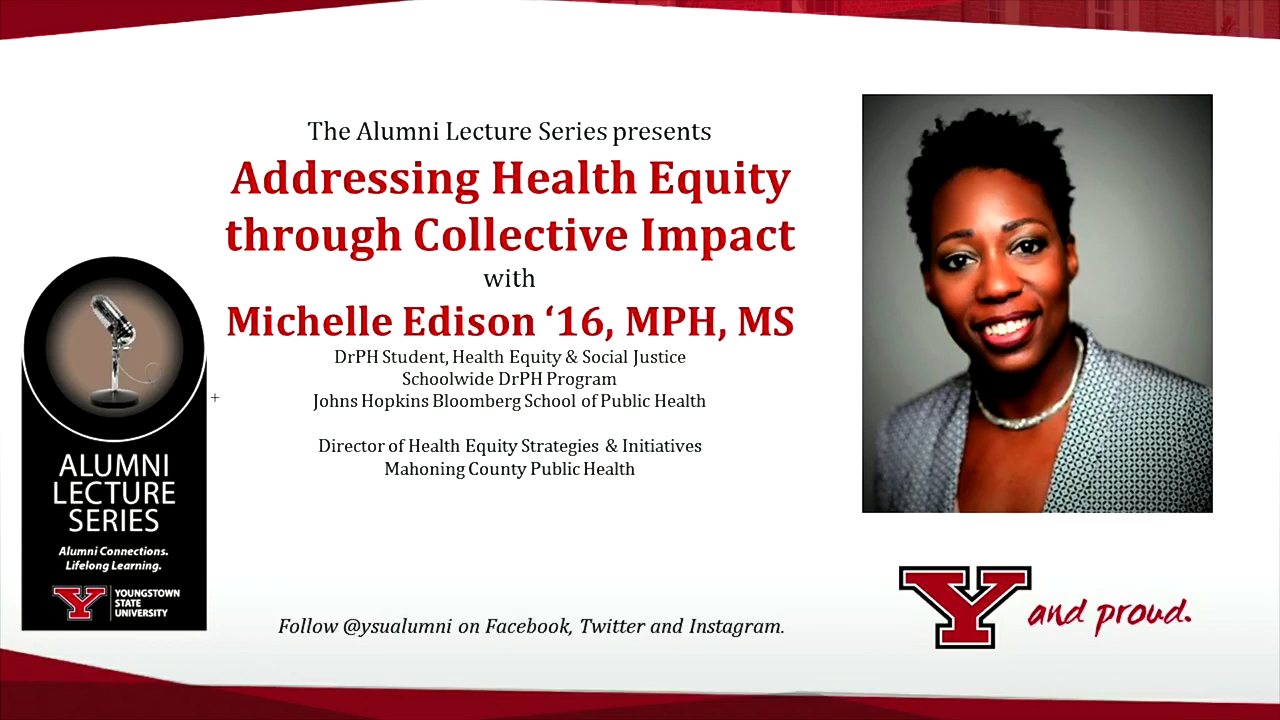 The Alumni Lecture Series presents
Addressing Health Equity
through Collective Impact
with
Michelle Edison ‘16, MPH, MS
DrPH Student, Health Equity & Social Justice
Schoolwide DrPH Program
Johns Hopkins Bloomberg School of Public Health
Director of Health Equity Strategies & Initiatives
Mahoning County Public Health
+
ALUMNI
LECTURE
SERIES
Alumni Connections.
Lifelong Learning.
Y YOUNGSTOWN
STATE
UNIVERSITY
Follow @ysualumni on Facebook, Twitter and Instagram.
Y and proud.